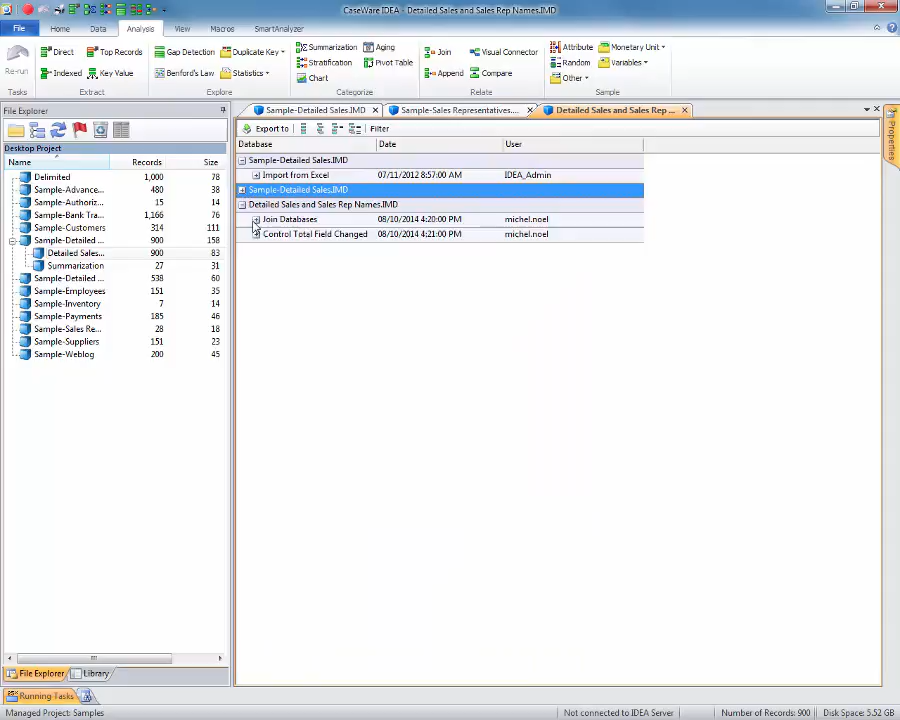 CaseWare IDEA - Detailed Sales and Sales Rep Names.IMD
File Home Data Analysis View Macros SmartAnalyzer
Direct Top Records Gap Detection Duplicate Key Summarization Aging Join Visual Connector Attribute Monetary Unit
Stratification Pivot Table Random Variables
Re-run Indexed Key Value Benford's Law Statistics Chart Append Compare Other
Tasks Extract Explore Categorize Relate Sample
File Explorer
Sample-Detailed Sales.IMD Sample-Sales Representatives.... Detailed Sales and Sales Rep ...
Properties
Export to Filter
Desktop Project
Database Date User
Name Records Size
Sample-Detailed Sales.IMD
Import from Excel 07/11/2012 8:57:00 AM IDEA_Admin
Sample-Detailed Sales.IMD
Detailed Sales and Sales Rep Names.IMD
Join Databases 08/10/2014 4:20:00 PM michel.noel
Control Total Field Changed 08/10/2014 4:21:00 PM michel.noel
Delimited 1,000 78
Sample-Advance... 480 38
Sample-Authoriz... 15 14
Sample-Bank Tra... 1,166 76
Sample-Customers 314 111
Sample-Detailed ... 900 158
Detailed Sales... 900 83
Summarization 27 31
Sample-Detailed ... 538 60
Sample-Employees 151 35
Sample-Inventory 7 14
Sample-Payments 185 46
Sample-Sales Re... 28 18
Sample-Suppliers 151 23
Sample-Weblog 200 45
File Explorer Library
Running Tasks
Managed Project: Samples Not connected to IDEA Server Number of Records: 900 Disk Space: 5.52 GB